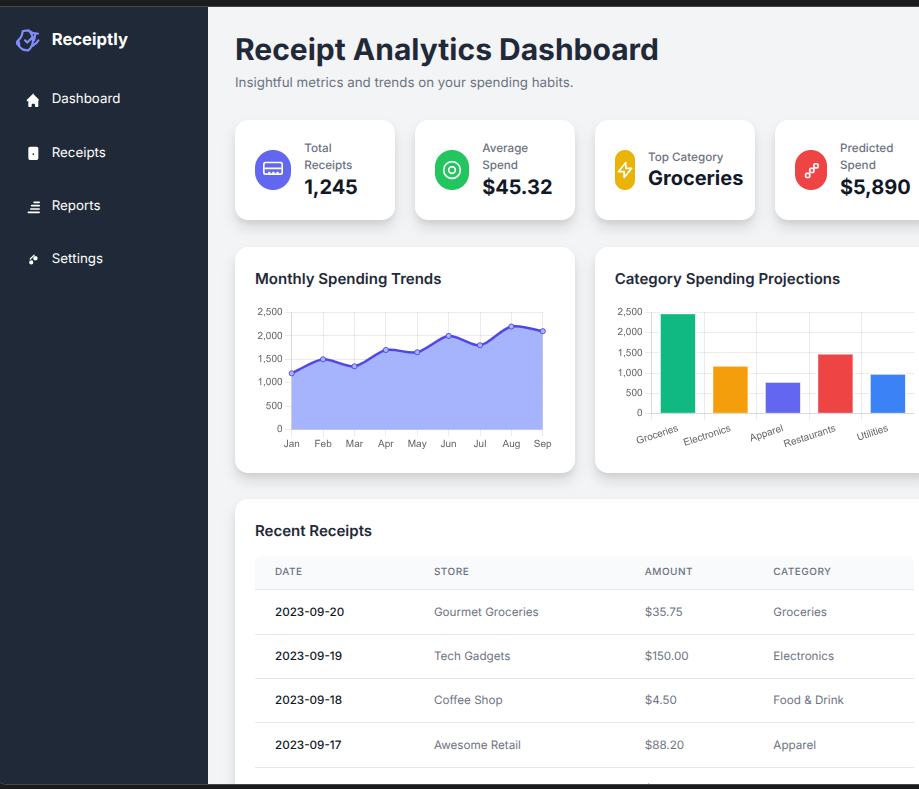 Receiptly
Dashboard
Receipts
Reports
Settings
Receipt Analytics Dashboard
Insightful metrics and trends on your spending habits.
Total
Receipts
1,245
Average
Spend
$45.32
Top Category
Groceries
Predicted
Spend
$5,890
Monthly Spending Trends
2,500
2,000
1,500
1,000
500
0
Jan Feb Mar Apr May Jun Jul Aug Sep
Category Spending Projections
2,500
2,000
1,500
1,000
500
0
Groceries Electronics Apparel Restaurants Utilities
Recent Receipts
DATE STORE AMOUNT CATEGORY
2023-09-20 Gourmet Groceries $35.75 Groceries
2023-09-19 Tech Gadgets $150.00 Electronics
2023-09-18 Coffee Shop $4.50 Food & Drink
2023-09-17 Awesome Retail $88.20 Apparel